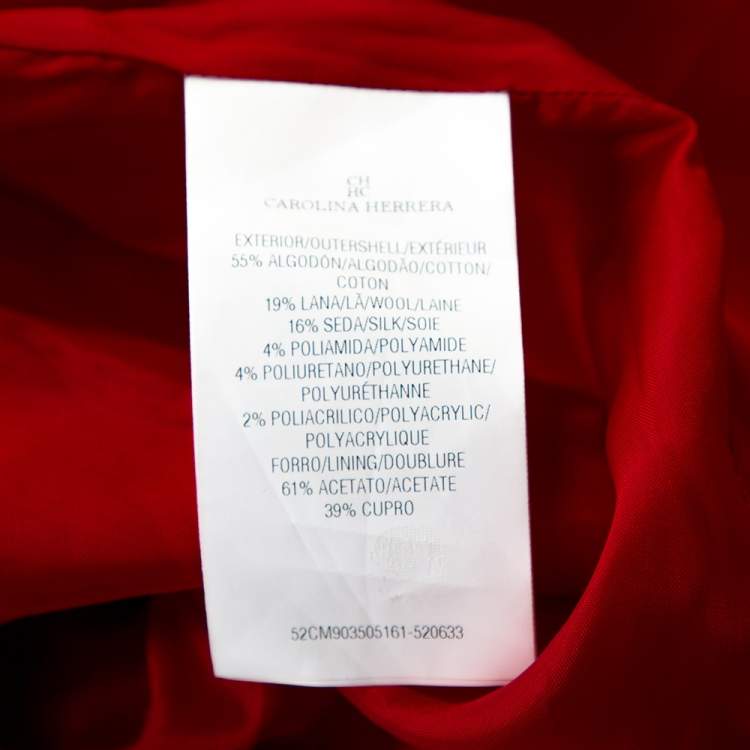 CH
HC
CAROLINA HERRERA
EXTERIOR/OUTERSHELL/EXTÉRIEUR
55% ALGODÓN/ALGODÃO/COTTON/
COTON
19% LANA/LÃ/WOOL/LAINE
16% SEDA/SILK/SOIE
4% POLIAMIDA/POLYAMIDE
4% POLIURETANO/POLYURETHANE/
POLYURÉTHANNE
2% POLIACRILICO/POLYACRYLIC/
POLYACRYLIQUE
FORRO/LINING/DOUBLURE
61% ACETATO/ACETATE
39% CUPRO
52CM903505161-520633